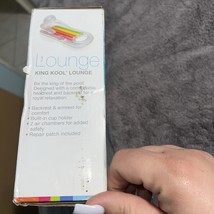 Lounge
KING KOOL LOUNGE
Be the king of the pool!
Designed with a comfortable
headrest and backrest for
most relaxation.
• Backrest & armrest for
comfort
• Built-in cup holder
• 2 air chambers for added
safety
• Repair patch included.